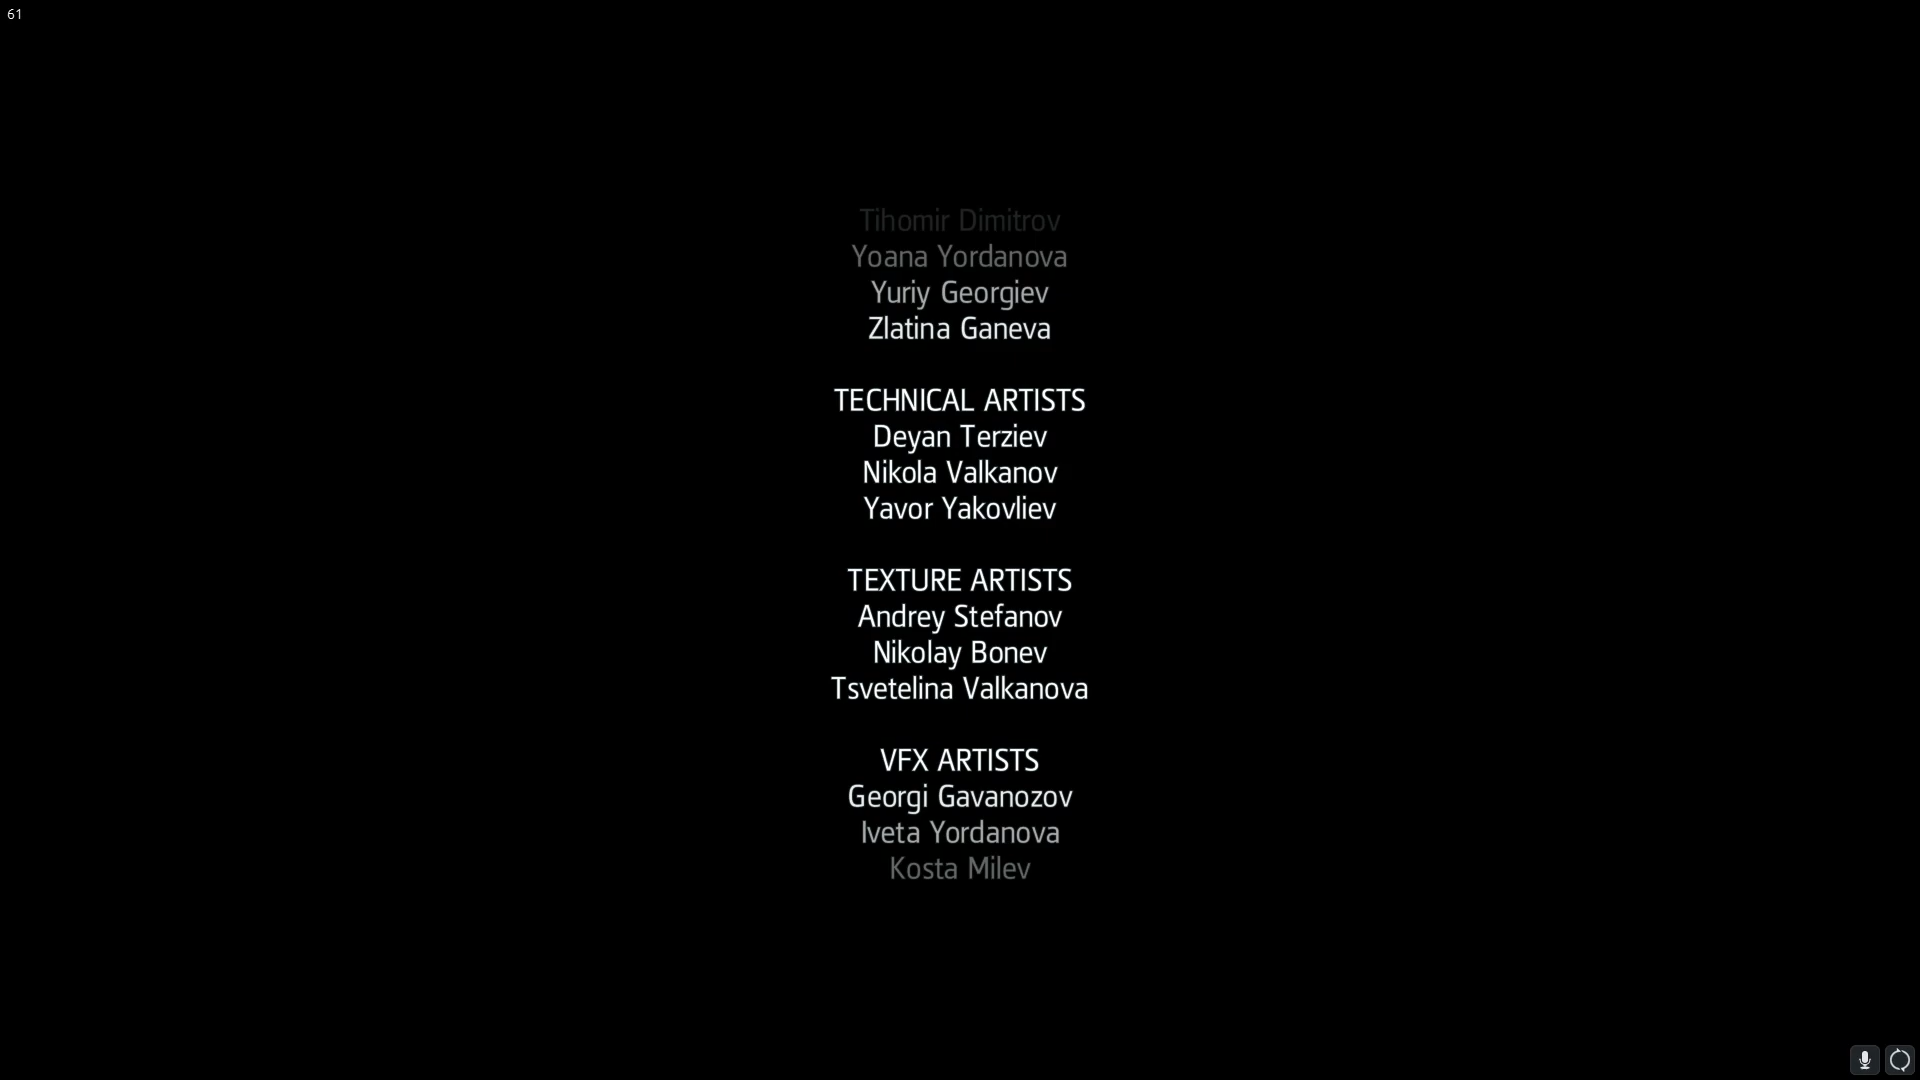 61
Tihomir Dimitrov
Yoana Yordanova
Yuriy Georgiev
Zlatina Ganeva
TECHNICAL ARTISTS
Deyan Terziev
Nikola Valkanov
Yavor Yakovliev
TEXTURE ARTISTS
Andrey Stefanov
Nikolay Bonev
Tsvetelina Valkanova
VFX ARTISTS
Georgi Gavanozov
Iveta Yordanova
Kosta Milev